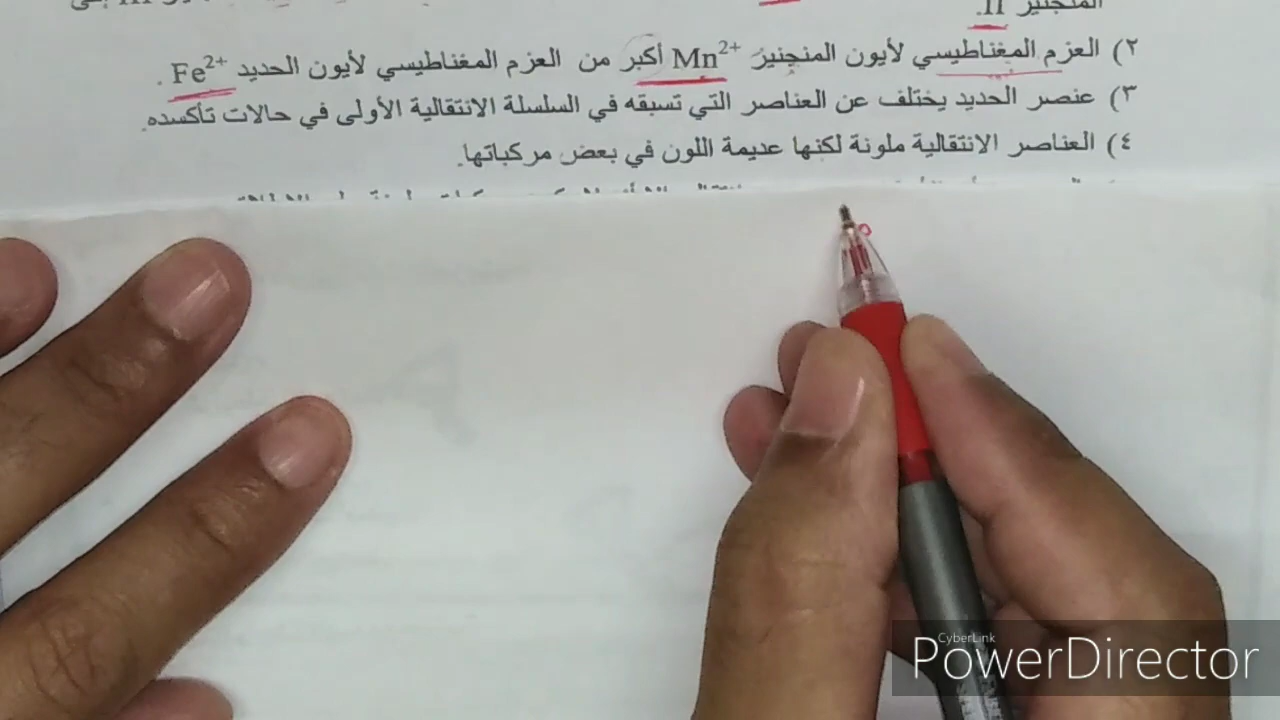 المنجنيز II.
٢) العزم المغناطيسي لأيون المنجنيز Mn²⁺ أكبر من العزم المغناطيسي لأيون الحديد Fe²⁺ .
٣) عنصر الحديد يختلف عن العناصر التي تسبقه في السلسلة الانتقالية الأولى في حالات تأكسده.
٤) العناصر الانتقالية ملونة لكنها عديمة اللون في بعض مركباتها.
CyberLink
PowerDirector